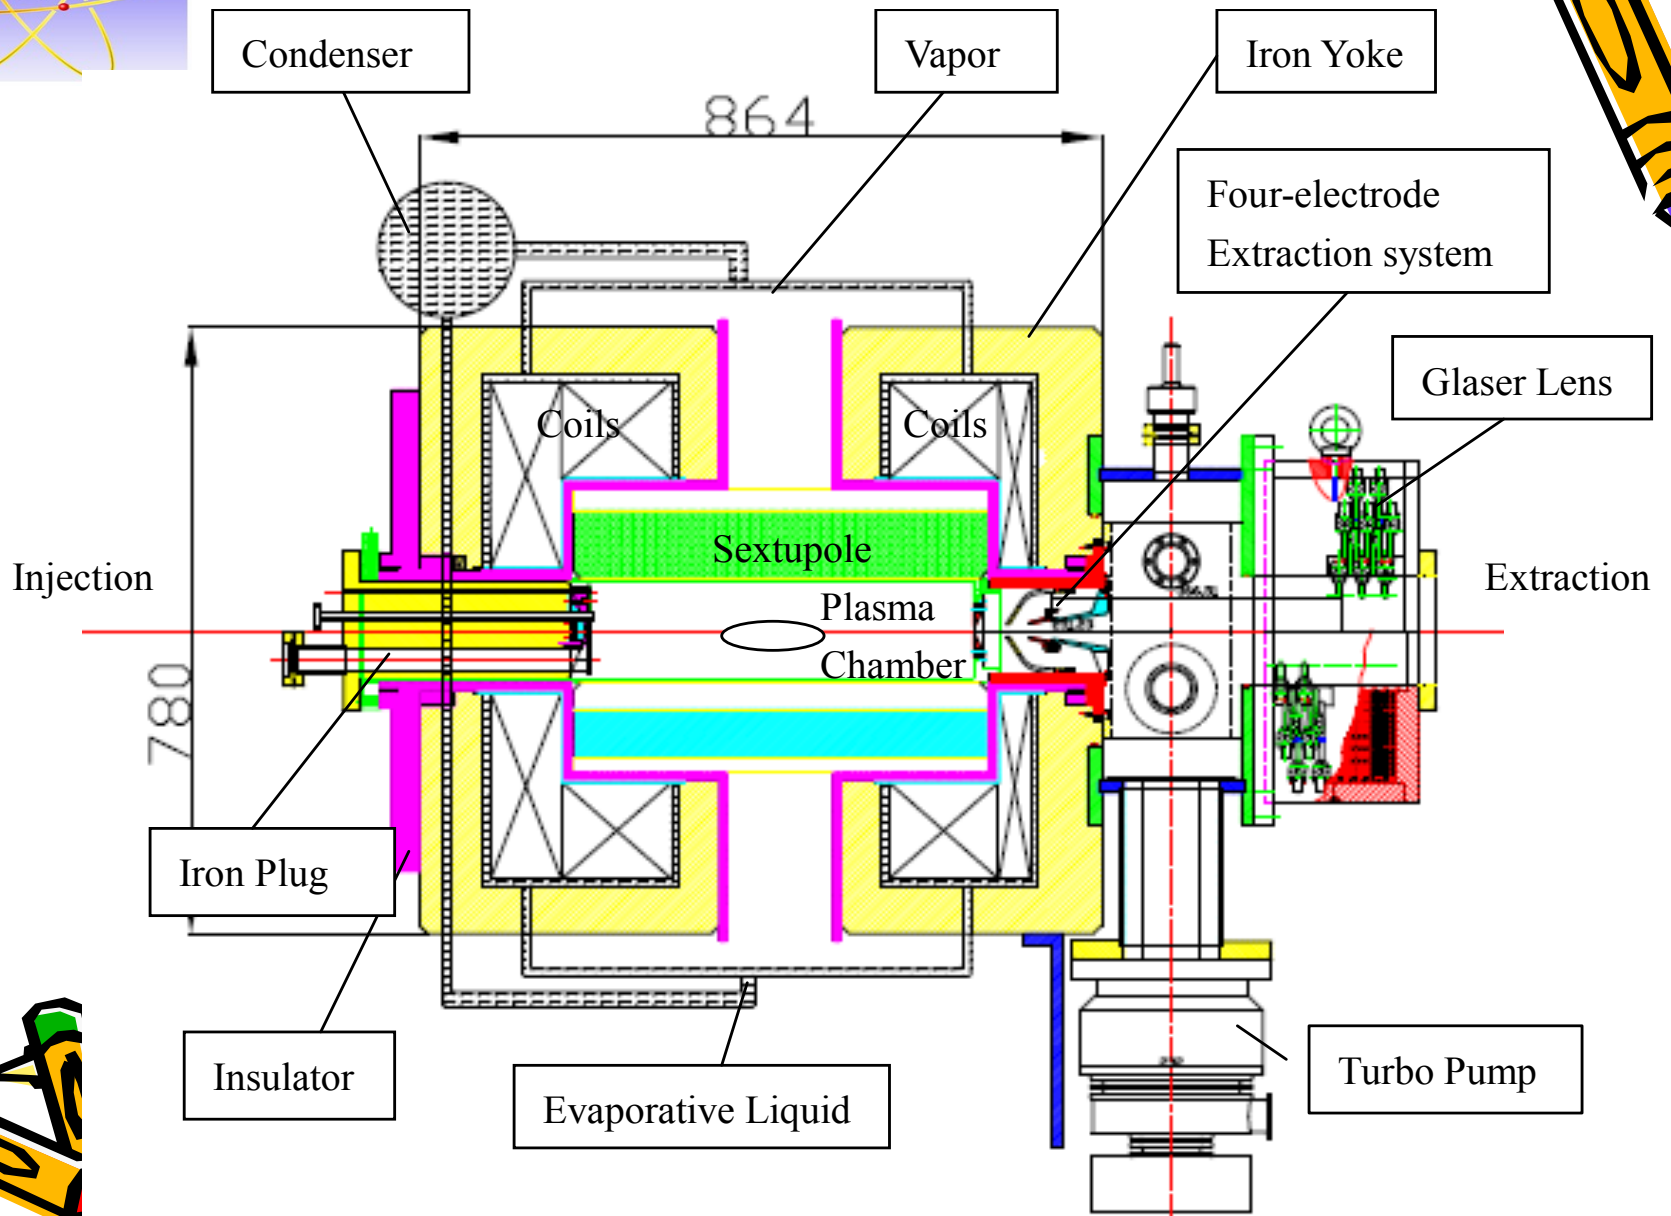 Condenser
Vapor
Iron Yoke
864
Four-electrode
Extraction system
Glaser Lens
Coils
Coils
Sextupole
Injection
Extraction
Plasma
Chamber
780
Iron Plug
Insulator
Evaporative Liquid
Turbo Pump